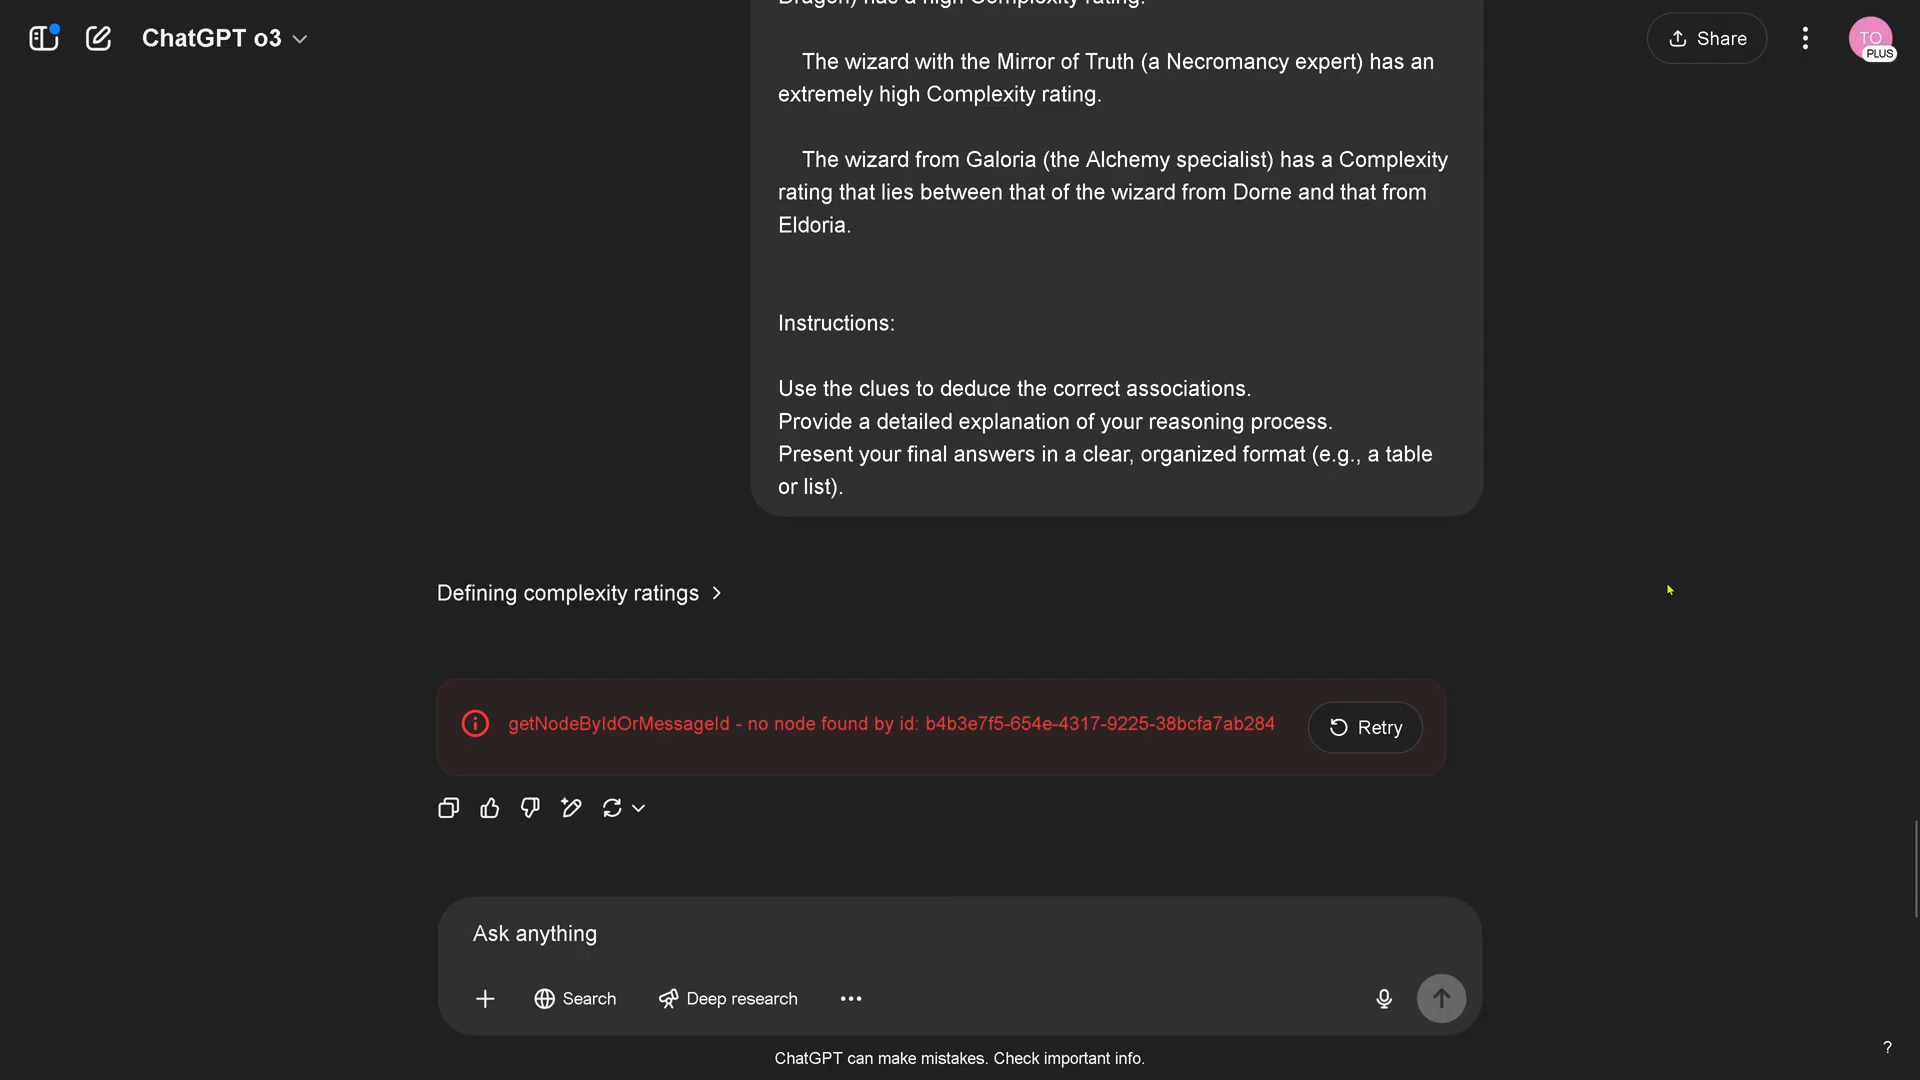 ChatGPT o3
Share
TO
PLUS
Dragon) has a high Complexity rating.
The wizard with the Mirror of Truth (a Necromancy expert) has an
extremely high Complexity rating.
The wizard from Galoria (the Alchemy specialist) has a Complexity
rating that lies between that of the wizard from Dorne and that from
Eldoria.
Instructions:
Use the clues to deduce the correct associations.
Provide a detailed explanation of your reasoning process.
Present your final answers in a clear, organized format (e.g., a table
or list).
Defining complexity ratings
getNodeByIdOrMessageId - no node found by id: b4b3e7f5-654e-4317-9225-38bcfa7ab284
Retry
Ask anything
Search
Deep research
ChatGPT can make mistakes. Check important info.
?